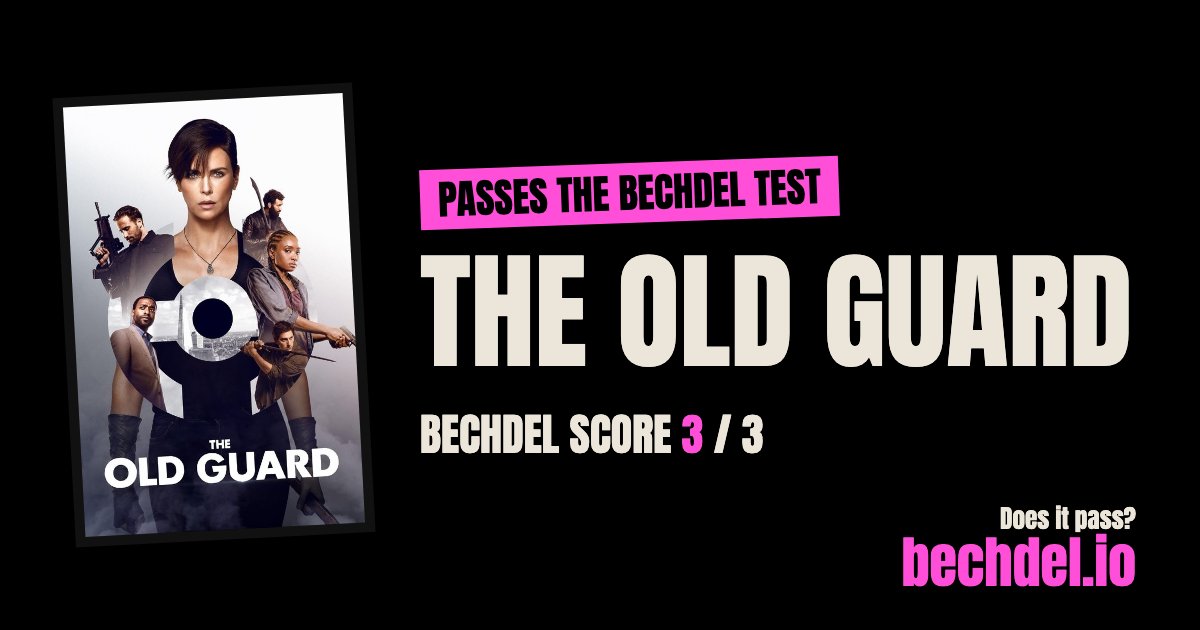 THE
OLD GUARD
PASSES THE BECHDEL TEST
THE OLD GUARD
BECHDEL SCORE 3 / 3
Does it pass?
bechdel.io